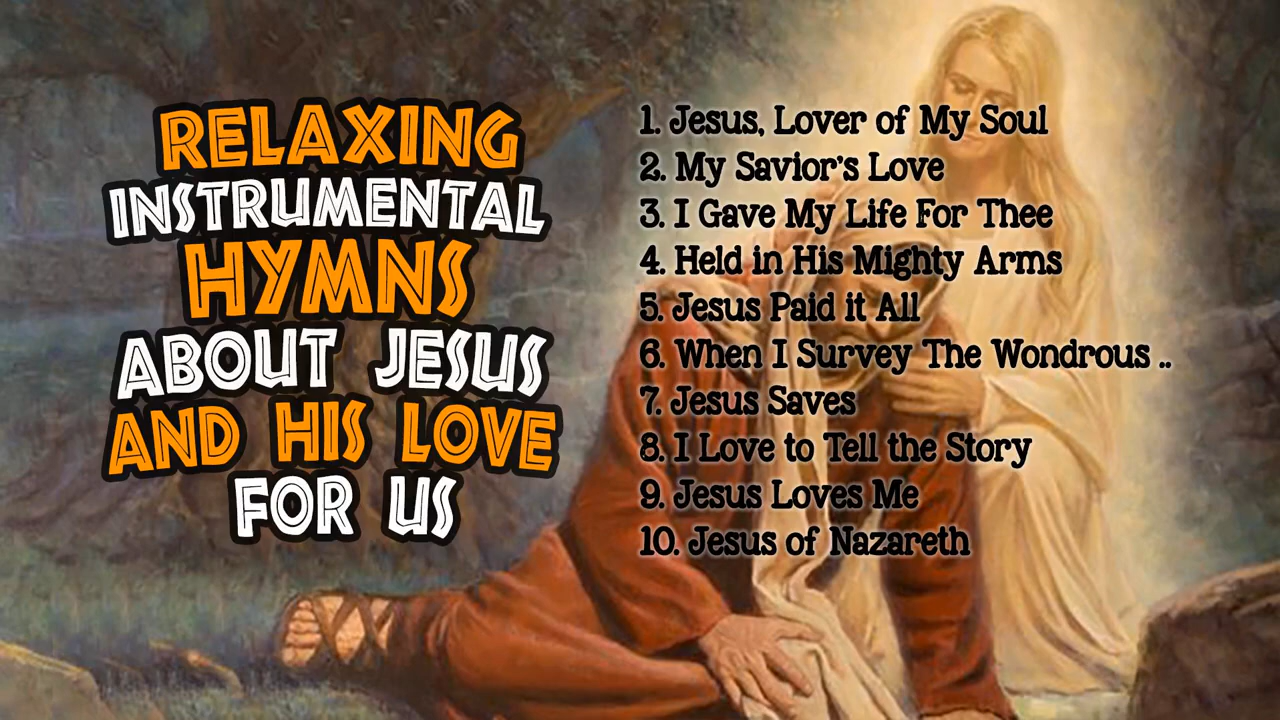 RELAXING
INSTRUMENTAL
HYMNS
ABOUT JESUS
AND HIS LOVE
FOR US
1. Jesus, Lover of My Soul
2. My Savior's Love
3. I Gave My Life For Thee
4. Held in His Mighty Arms
5. Jesus Paid it All
6. When I Survey The Wondrous ..
7. Jesus Saves
8. I Love to Tell the Story
9. Jesus Loves Me
10. Jesus of Nazareth